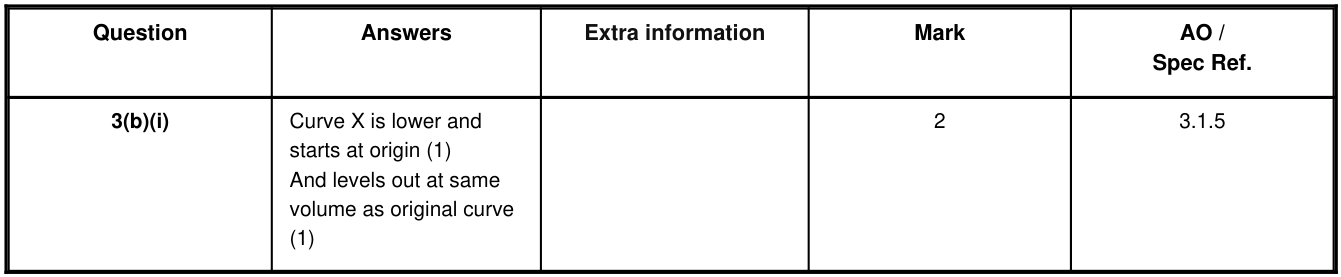 Question Answers Extra information Mark AO /
Spec Ref.
3(b)(i) Curve X is lower and 2 3.1.5
starts at origin (1)
And levels out at same
volume as original curve
(1)